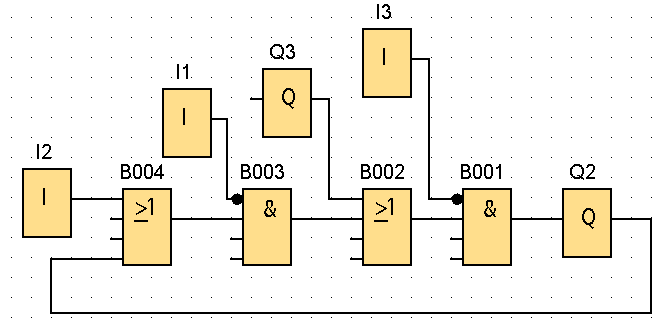 I3
I
Q3
Q
I1
I
I2
I
B004
≥1
B003
&
B002
≥1
B001
&
Q2
Q